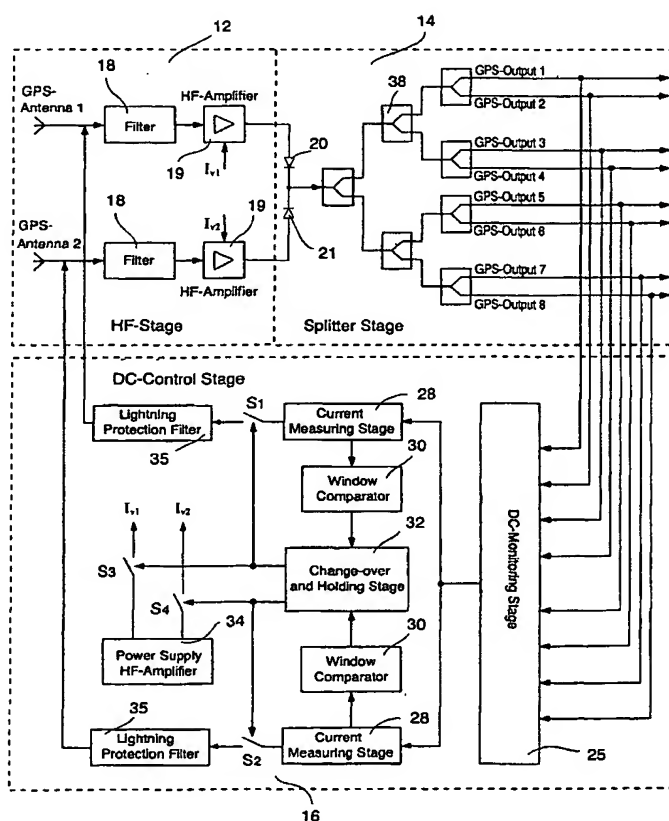 12
14
GPS-
Antenna 1
18
Filter
HF-Amplifier
19
Iv1
20
38
GPS-Output 1
GPS-Output 2
GPS-Output 3
GPS-Output 4
GPS-Output 5
GPS-Output 6
GPS-Output 7
GPS-Output 8
GPS-
Antenna 2
18
Filter
Iv2
19
HF-Amplifier
21
HF-Stage
Splitter Stage
DC-Control Stage
Lightning
Protection Filter
35
S1
Current
Measuring Stage
28
30
Window
Comparator
32
Change-over
and Holding Stage
Iv1
Iv2
S3
S4
34
Power Supply
HF-Amplifier
30
Window
Comparator
35
Lightning
Protection Filter
S2
28
Current
Measuring Stage
DC-Monitoring Stage
25
16